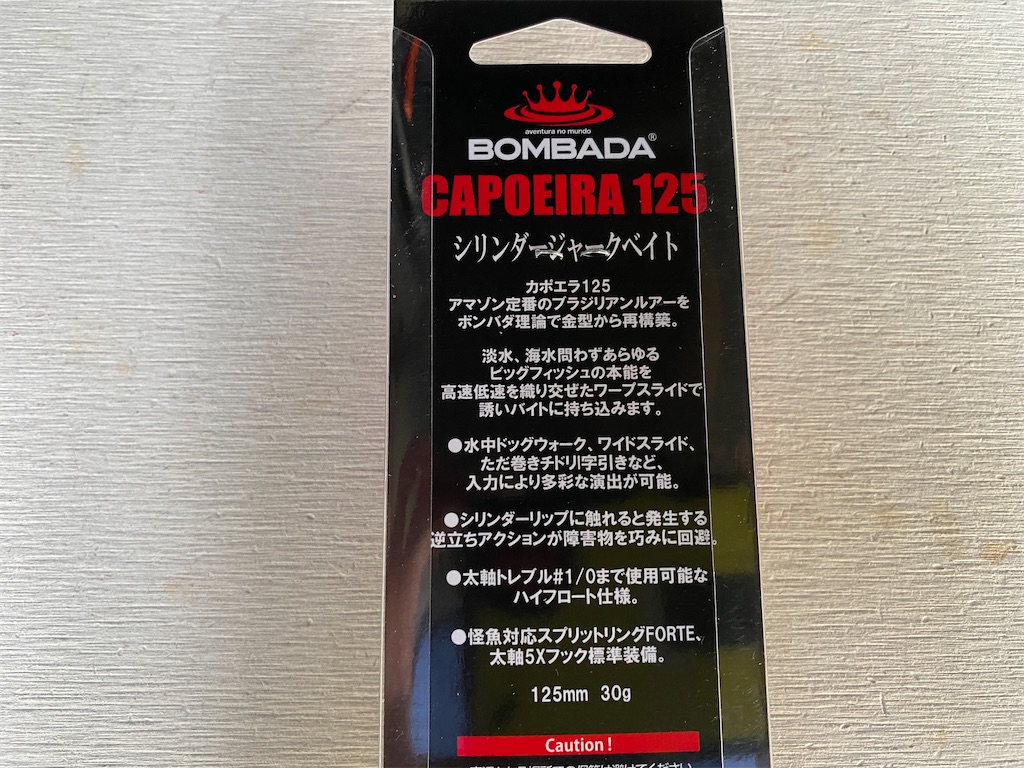 aventura no mundo
BOMBADA®
CAPOEIRA 125
シリンダージャークベイト
カポエラ125
アマゾン定番のブラジリアンルアーを
ボンバダ理論で金型から再構築。
淡水、海水問わずあらゆる
ビッグフィッシュの本能を
高速低速を織り交ぜたワープスライドで
誘いバイトに持ち込みます。
●水中ドッグウォーク、ワイドスライド、
ただ巻きチドリI字引きなど、
入力により多彩な演出が可能。
●シリンダーリップに触れると発生する
逆立ちアクションが障害物を巧みに回避。
●太軸トレブル#1/0まで使用可能な
ハイフロート仕様。
●怪魚対応スプリットリングFORTE、
太軸5Xフック標準装備。
125mm 30g
Caution!